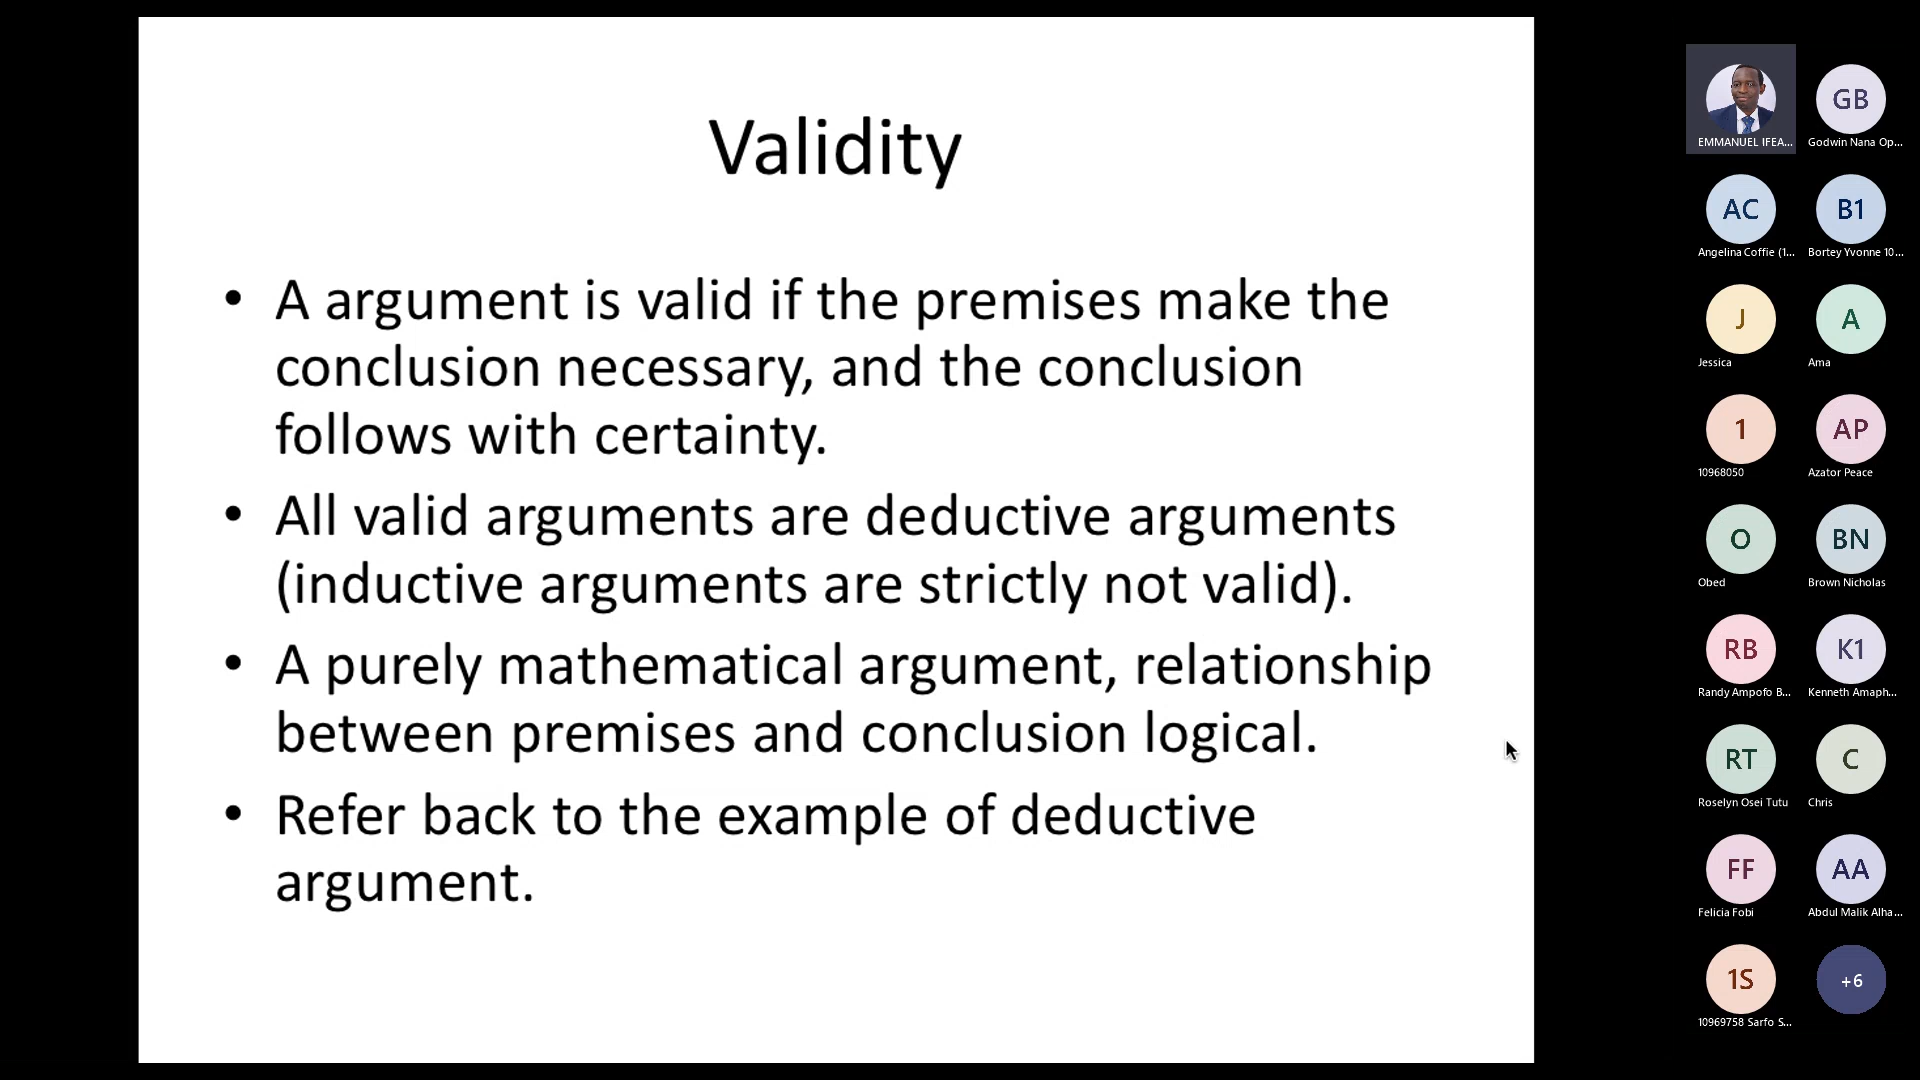 Validity
• A argument is valid if the premises make the
conclusion necessary, and the conclusion
follows with certainty.
• All valid arguments are deductive arguments
(inductive arguments are strictly not valid).
• A purely mathematical argument, relationship
between premises and conclusion logical.
• Refer back to the example of deductive
argument.
EMMANUEL IFEA...
GB
Godwin Nana Op...
AC
Angelina Coffie (1...
B1
Bortey Yvonne 10...
J
Jessica
A
Ama
1
10968050
AP
Azator Peace
O
Obed
BN
Brown Nicholas
RB
Randy Ampofo B...
K1
Kenneth Amaph...
RT
Roselyn Osei Tutu
C
Chris
FF
Felicia Fobi
AA
Abdul Malik Alha...
1S
10969758 Sarfo S...
+6